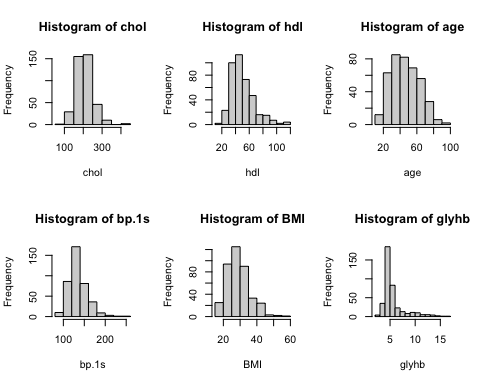 Histogram of chol
Frequency
0 50 150
100 300
chol
Histogram of hdl
Frequency
0 40 80
20 60 100
hdl
Histogram of age
Frequency
0 40 80
20 60 100
age
Histogram of bp.1s
Frequency
0 50 150
100 200
bp.1s
Histogram of BMI
Frequency
0 40 80
20 30 40 50 60
BMI
Histogram of glyhb
Frequency
0 50 150
5 10 15
glyhb